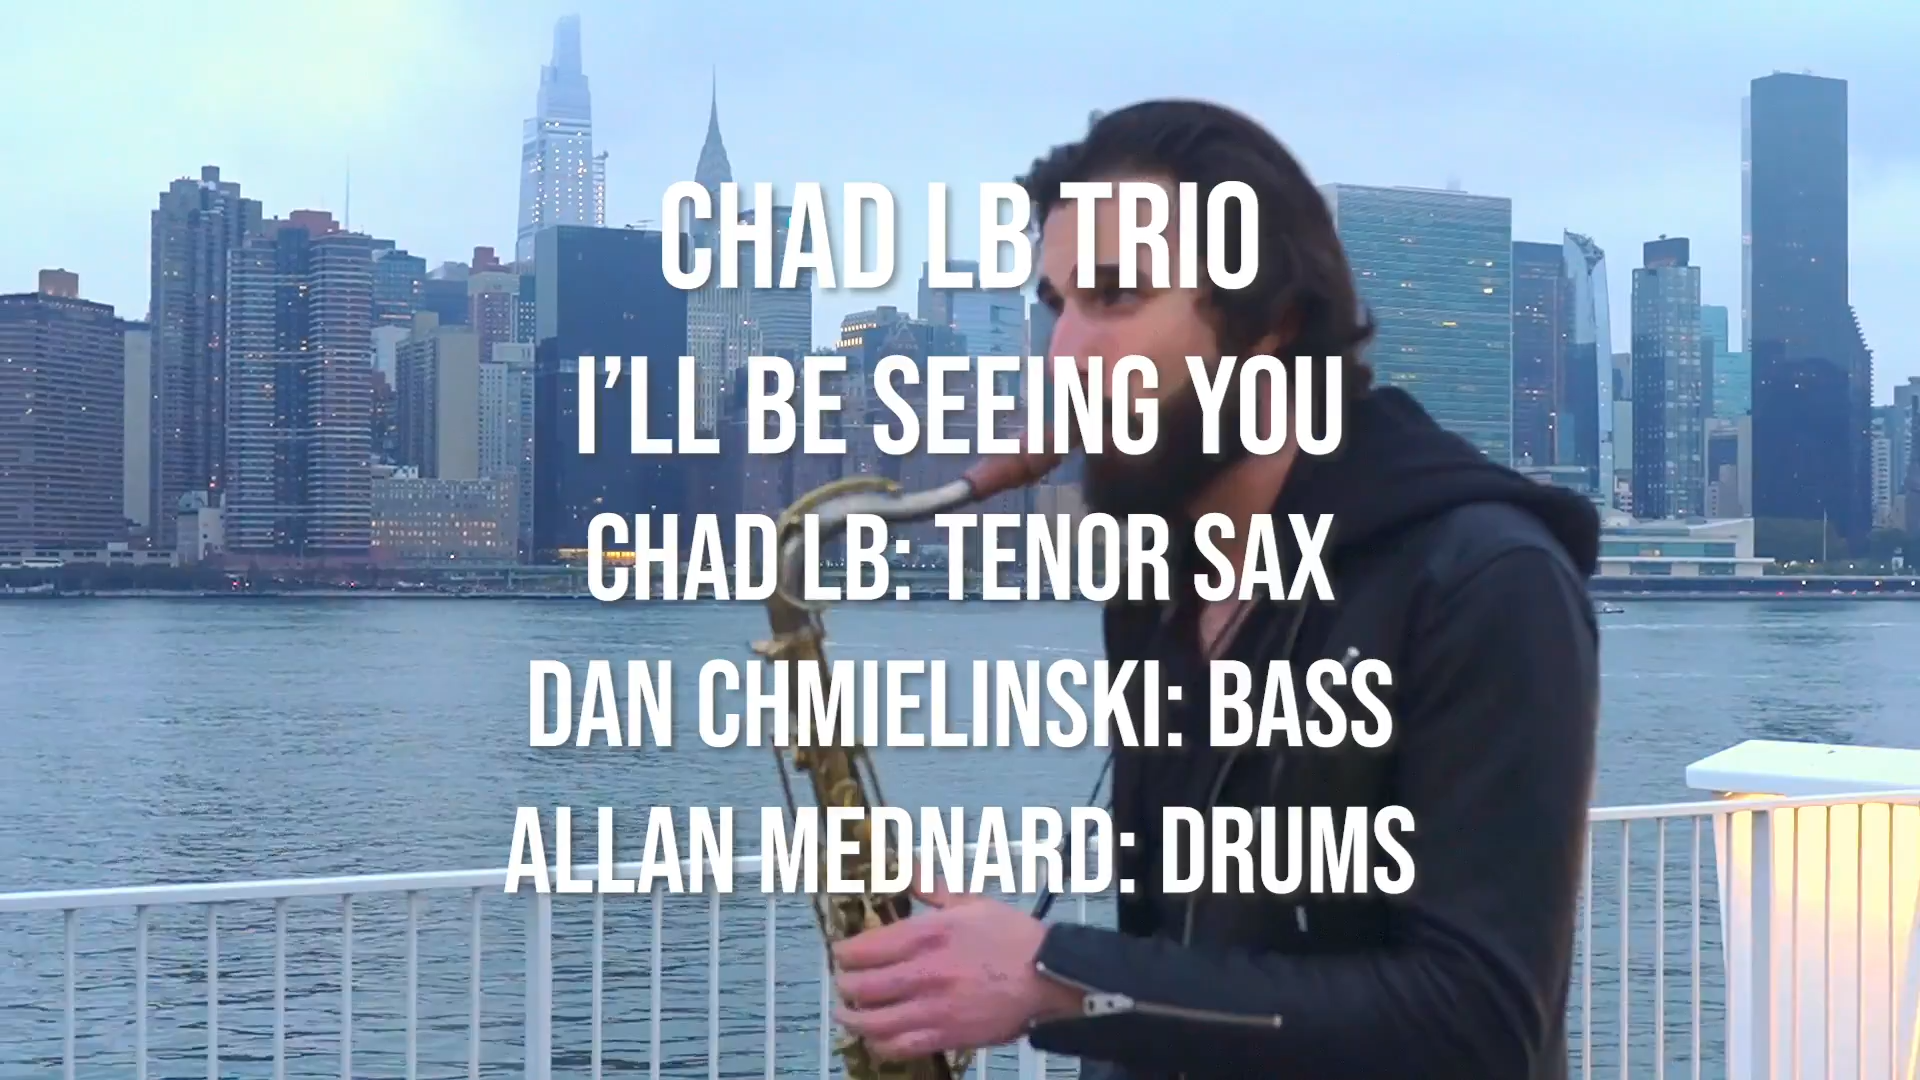 CHAD LB TRIO
I'LL BE SEEING YOU
CHAD LB: TENOR SAX
DAN CHMIELINSKI: BASS
ALLAN MEDNARD: DRUMS